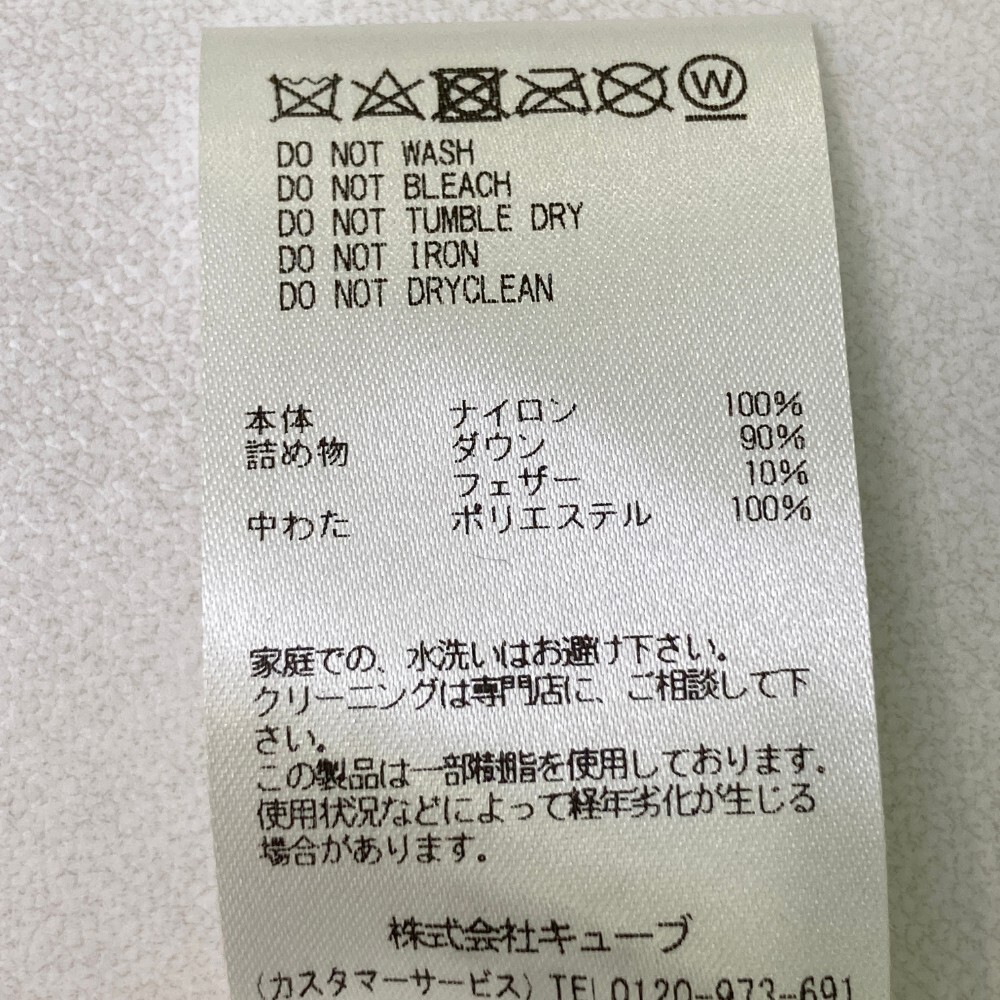 W
DO NOT WASH
DO NOT BLEACH
DO NOT TUMBLE DRY
DO NOT IRON
DO NOT DRYCLEAN
本体 ナイロン 100%
詰め物 ダウン 90%
フェザー 10%
中わた ポリエステル 100%
家庭での、水洗いはお避け下さい。
クリーニングは専門店に、ご相談して下
さい。
この製品は一部樹脂を使用しております。
使用状況などによって経年劣化が生じる
場合があります。
株式会社キューブ
(カスタマーサービス) TEL0120-973-691